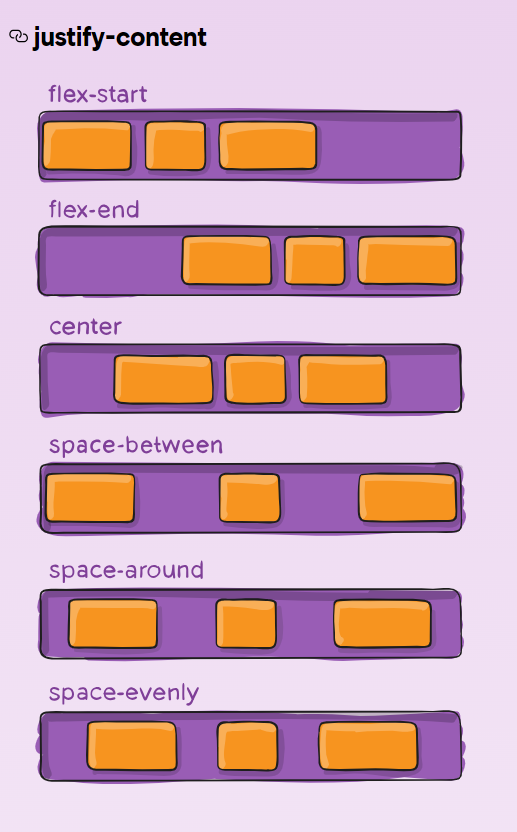 justify-content
flex-start
flex-end
center
space-between
space-around
space-evenly